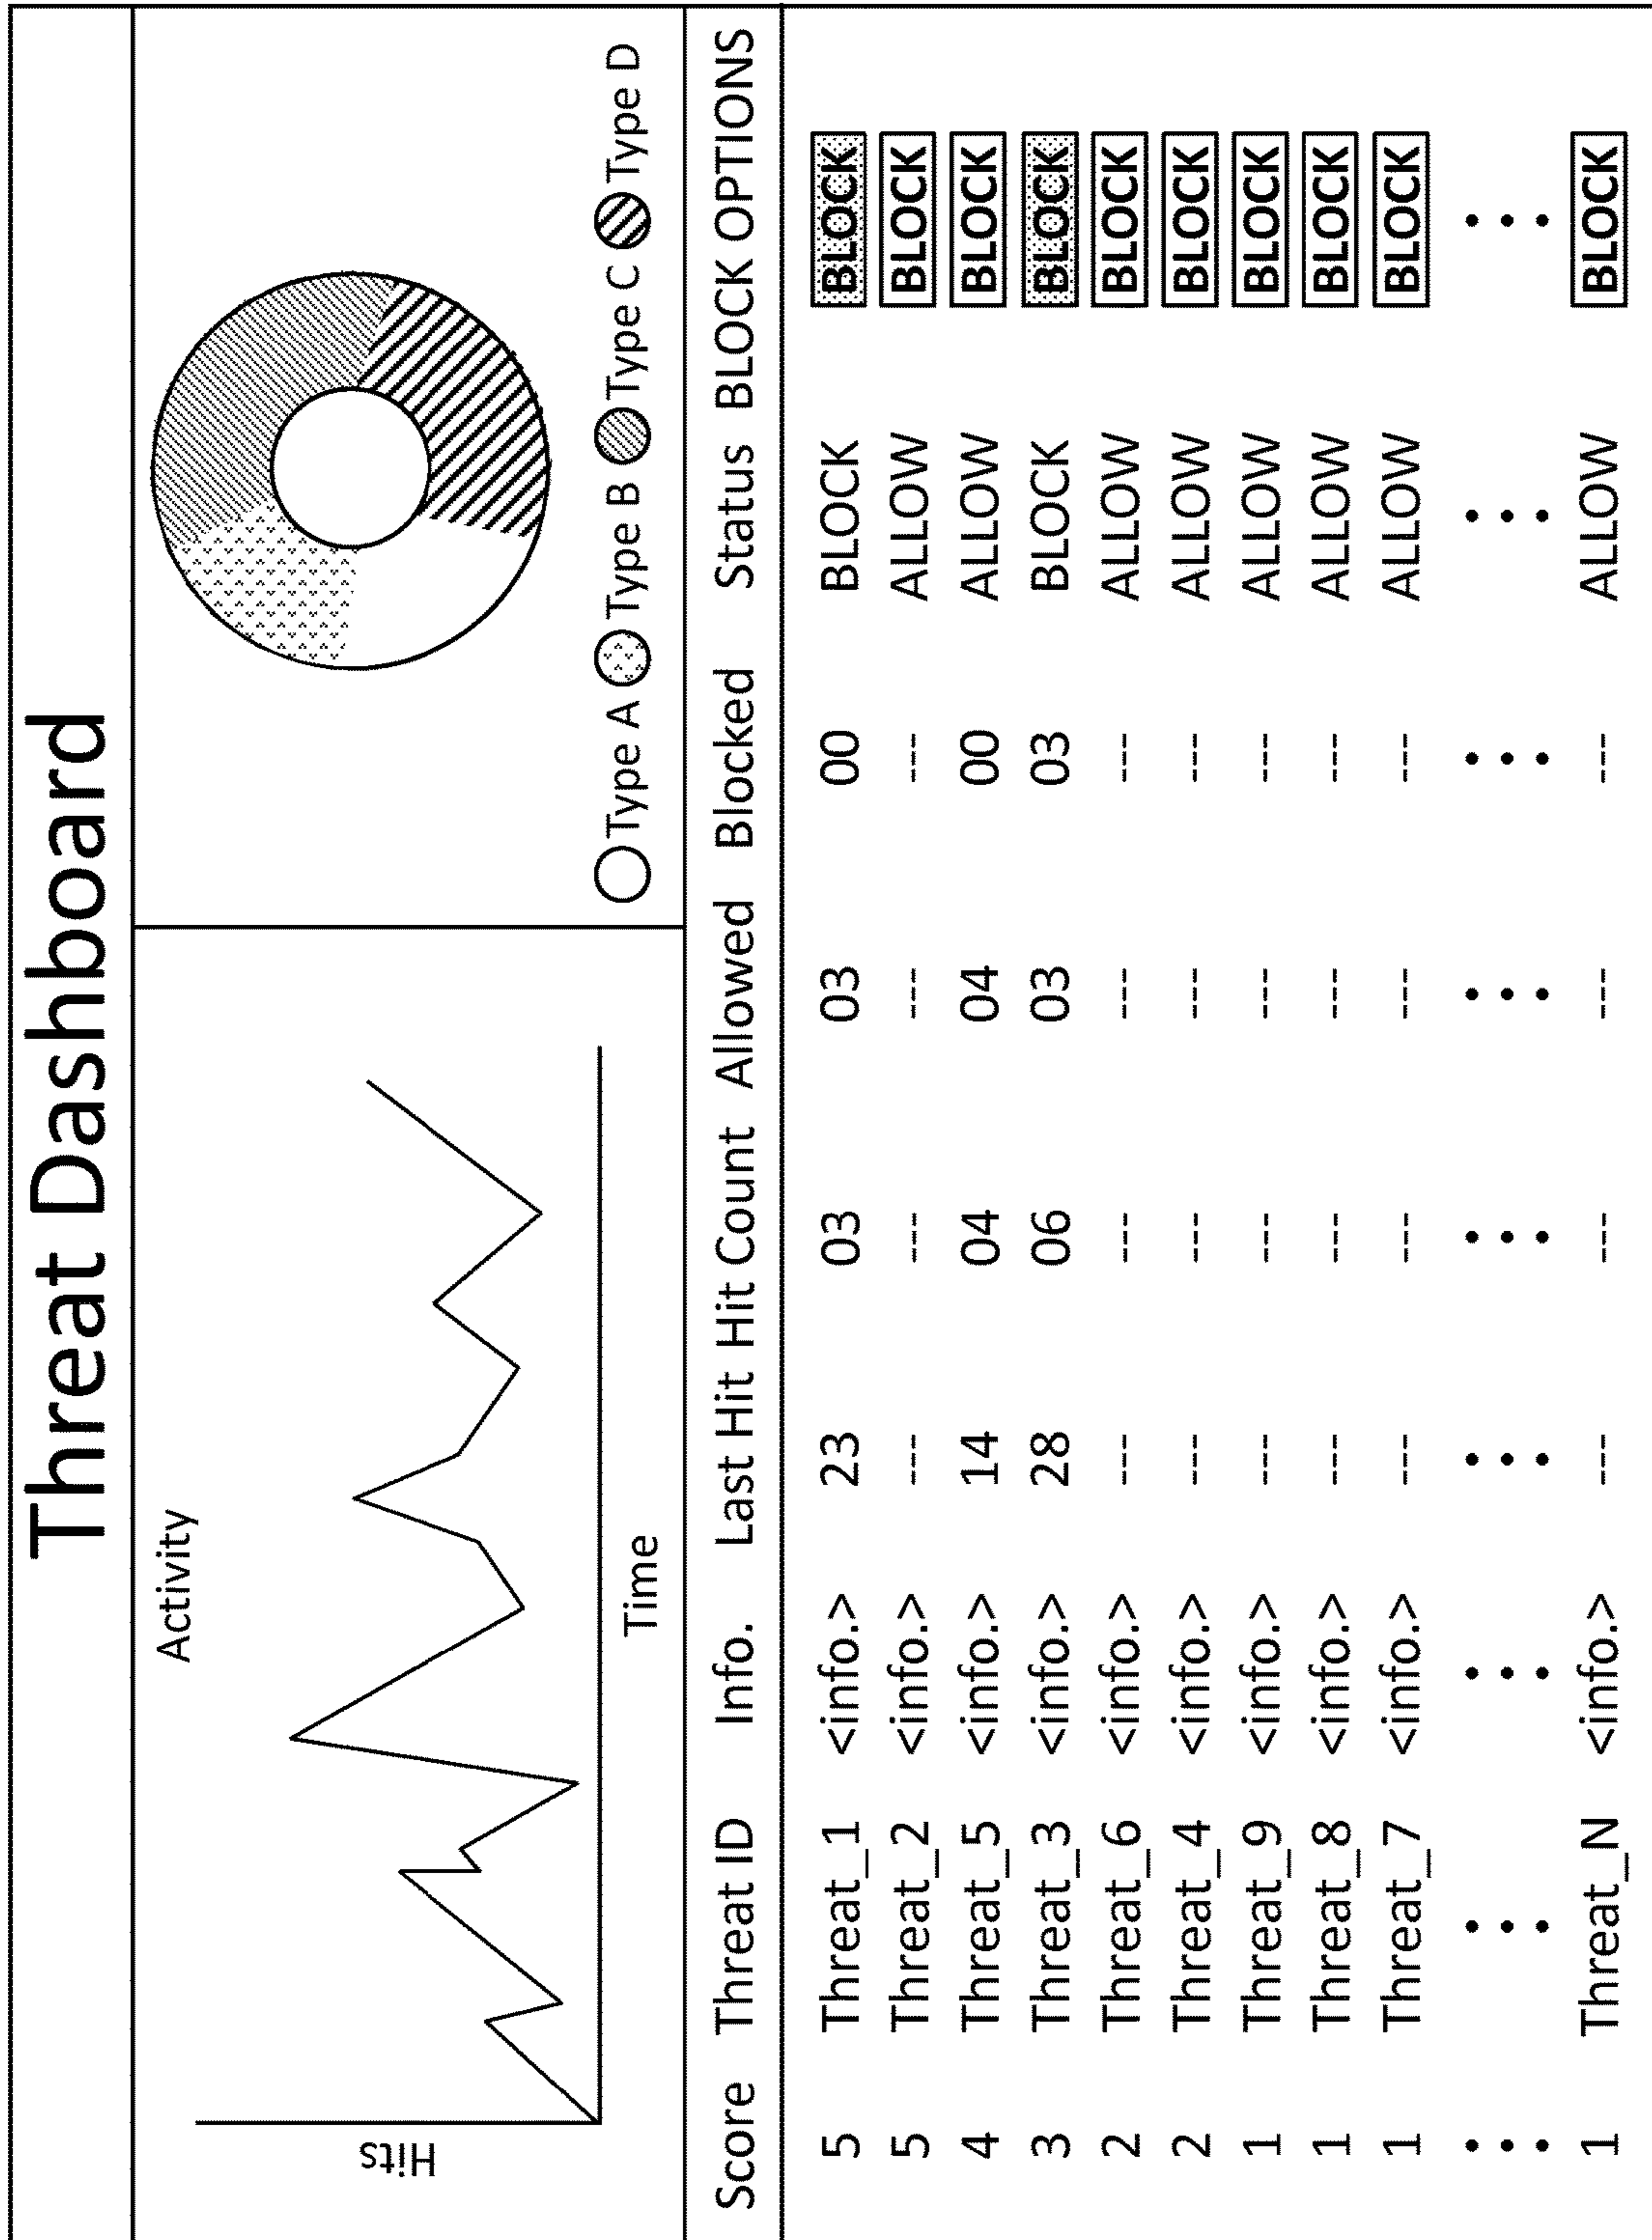 Threat Dashboard
Activity
Hits
Time
Type A Type B Type C Type D
Score Threat ID Info. Last Hit Hit Count Allowed Blocked Status BLOCK OPTIONS
5 Threat_1 <info.> 23 03 03 00 BLOCK BLOCK
5 Threat_2 <info.> --- --- --- --- ALLOW BLOCK
4 Threat_5 <info.> 14 04 04 00 ALLOW BLOCK
3 Threat_3 <info.> 28 06 03 03 BLOCK BLOCK
2 Threat_6 <info.> --- --- --- --- ALLOW BLOCK
2 Threat_4 <info.> --- --- --- --- ALLOW BLOCK
1 Threat_9 <info.> --- --- --- --- ALLOW BLOCK
1 Threat_8 <info.> --- --- --- --- ALLOW BLOCK
1 Threat_7 <info.> --- --- --- --- ALLOW BLOCK
1 Threat_N <info.> --- --- --- --- ALLOW BLOCK